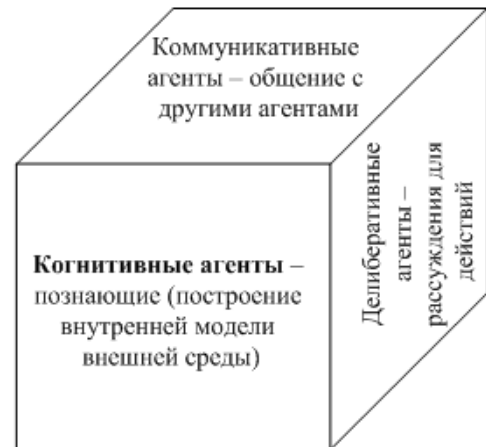 Коммуникативные
агенты – общение с
другими агентами
Когнитивные агенты –
познающие (построение
внутренней модели
внешней среды)
Делиберативные
агенты –
рассуждения для
действий